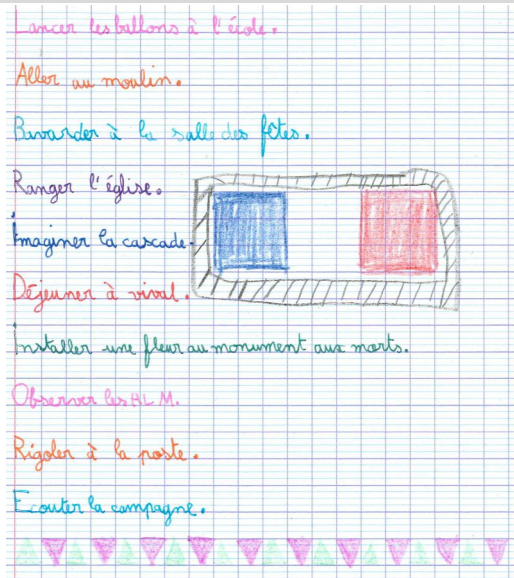 Lancer les ballons à l'école.
Aller au moulin.
Bavarder à la salle des fêtes.
Ranger l'église.
Imaginer la cascade.
Déjeuner à vival.
Installer une fleur au monument aux morts.
Observer les HLM.
Rigoler à la poste.
Ecouter la campagne.